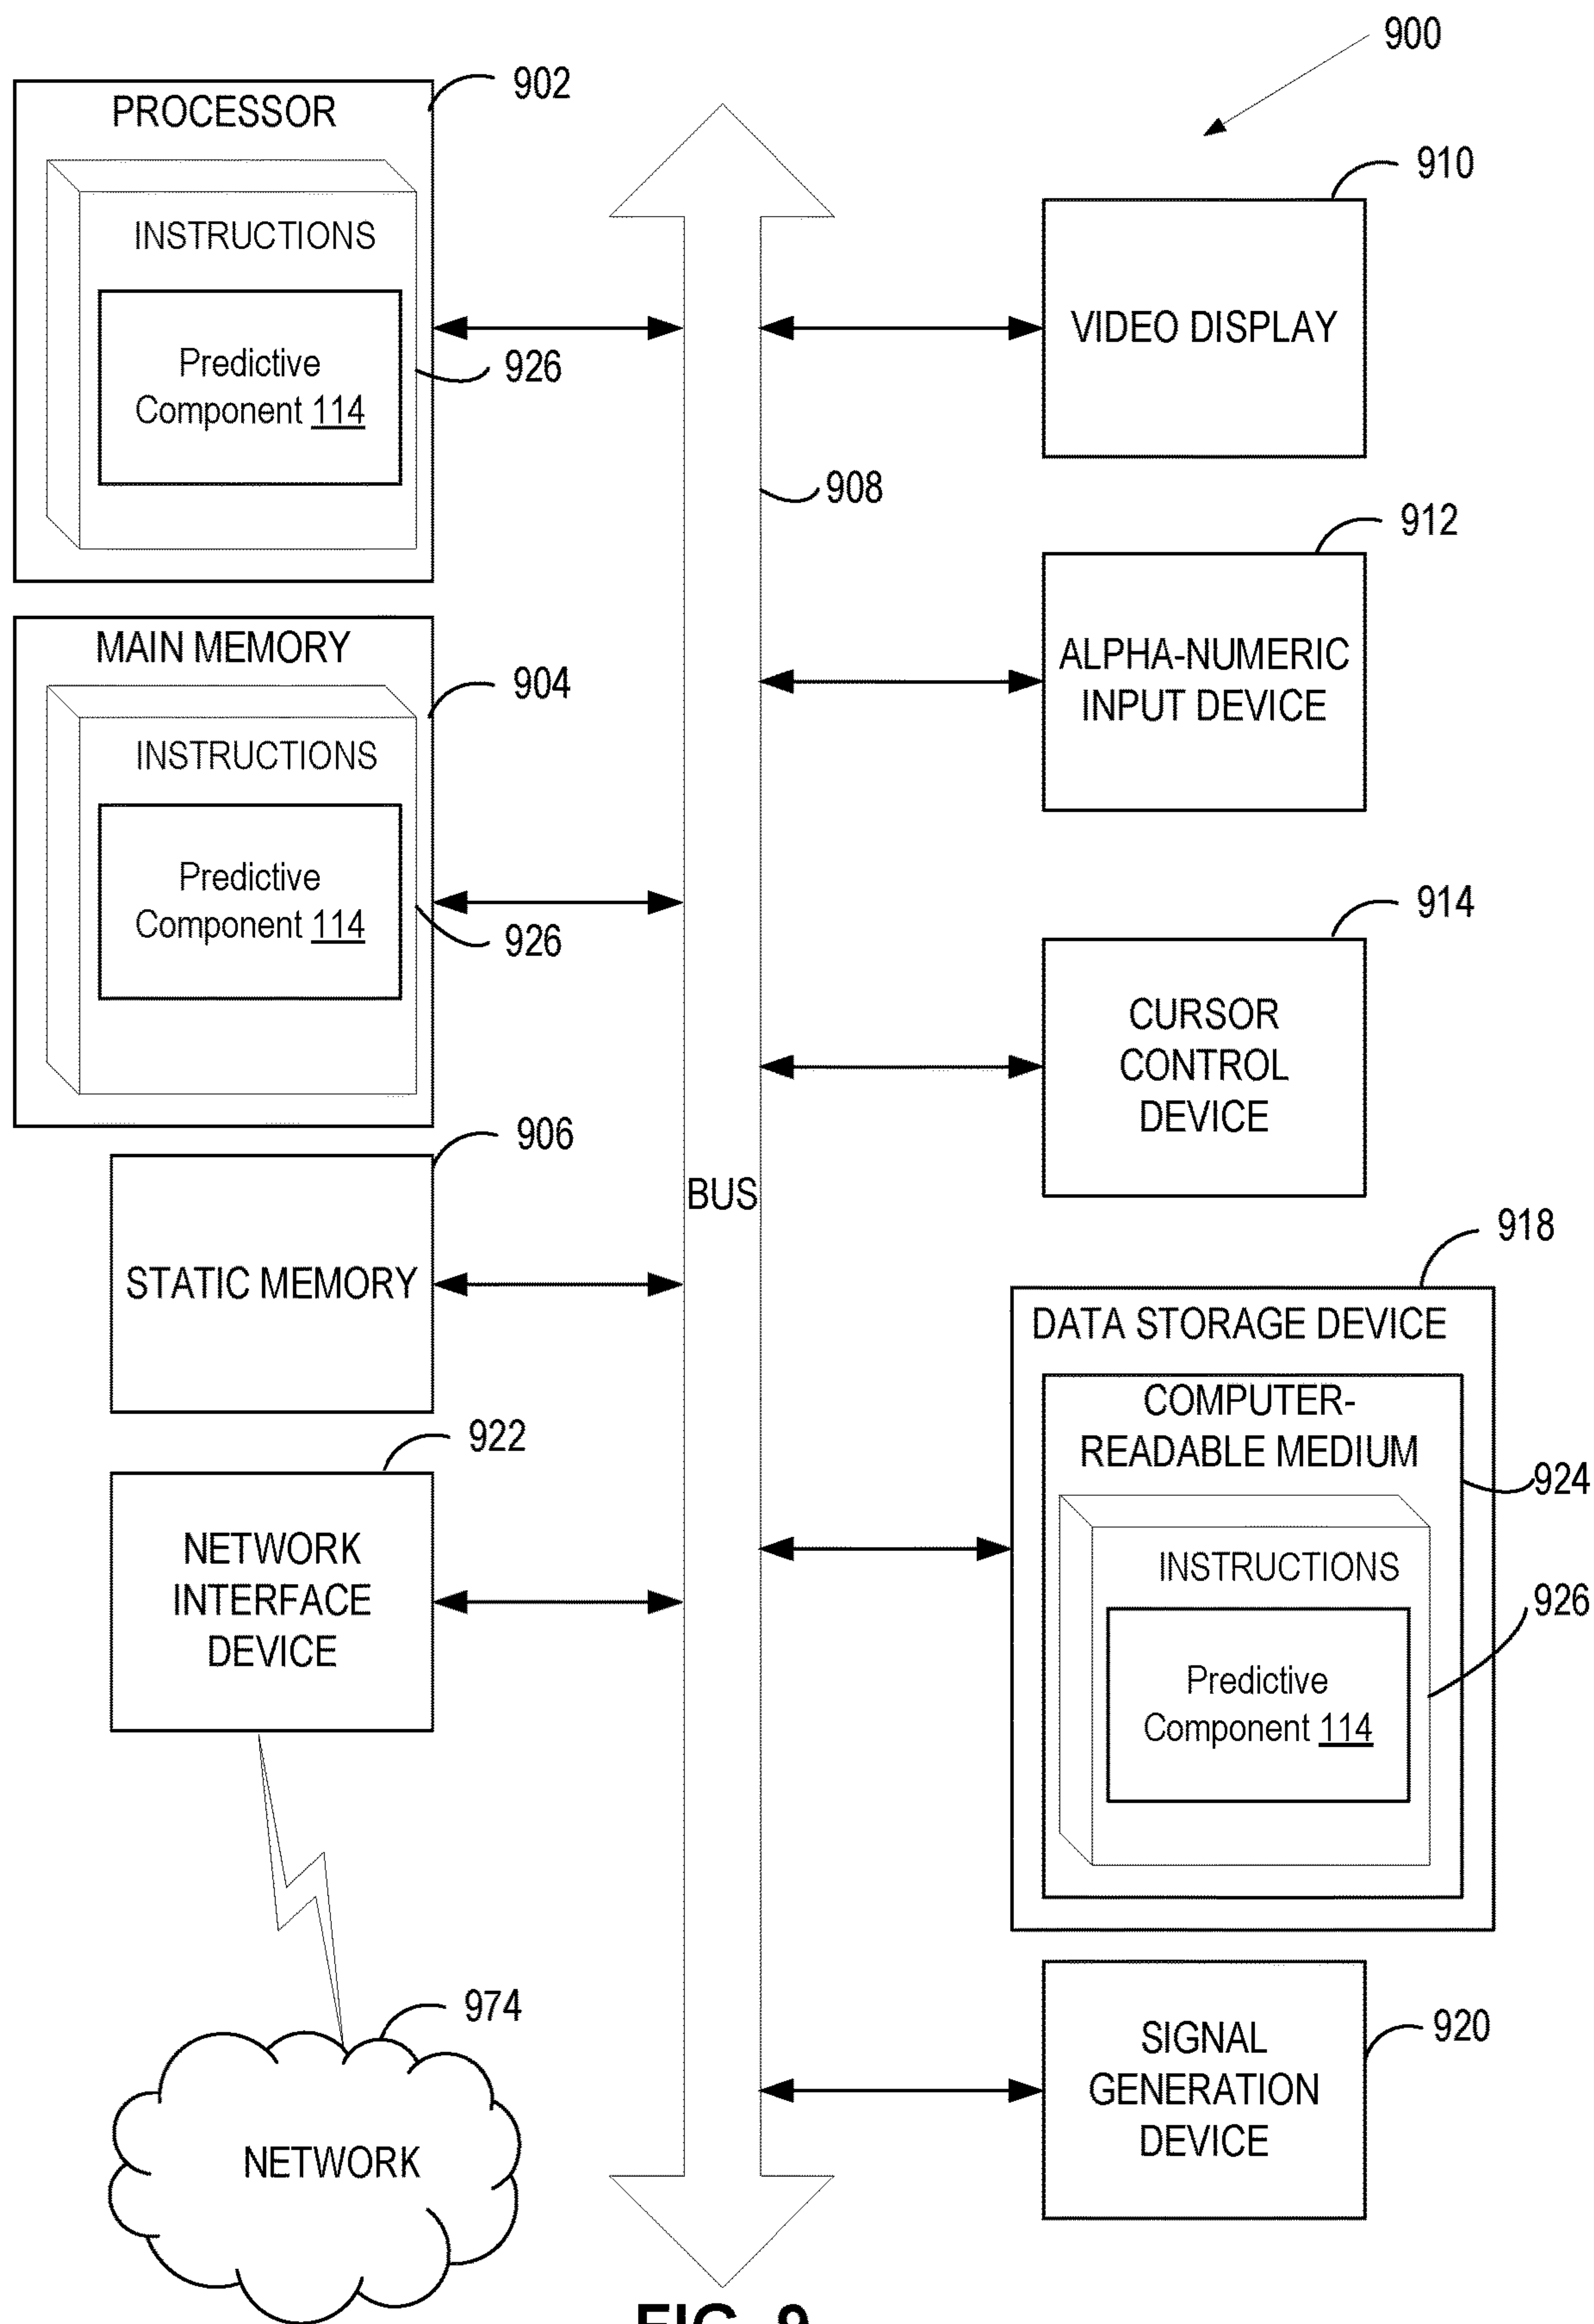 900
902
PROCESSOR
INSTRUCTIONS
Predictive
Component 114
926
MAIN MEMORY
904
INSTRUCTIONS
Predictive
Component 114
926
906
STATIC MEMORY
922
NETWORK
INTERFACE
DEVICE
974
NETWORK
BUS
908
910
VIDEO DISPLAY
912
ALPHA-NUMERIC
INPUT DEVICE
914
CURSOR
CONTROL
DEVICE
918
DATA STORAGE DEVICE
COMPUTER-
READABLE MEDIUM
924
INSTRUCTIONS
926
Predictive
Component 114
920
SIGNAL
GENERATION
DEVICE
FIG. 9